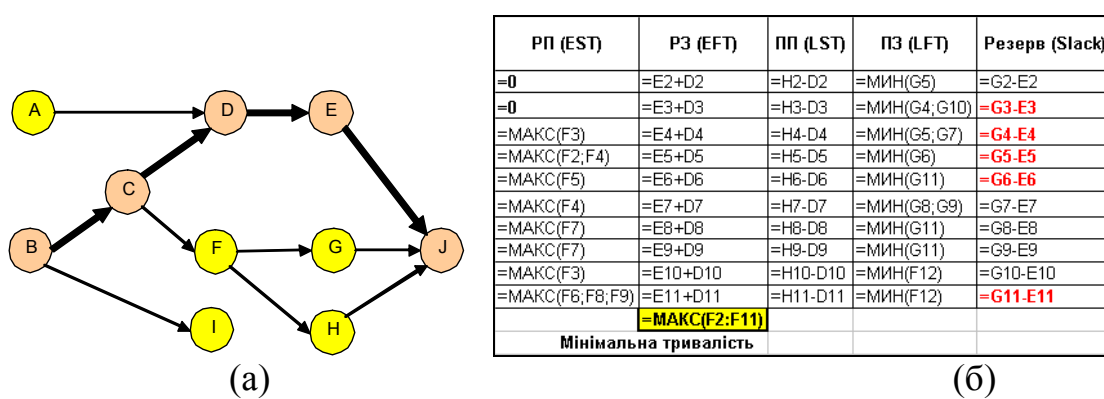 A
D
E
C
B
F
G
J
I
H
(а)
РП (EST) РЗ (EFT) ПП (LST) ПЗ (LFT) Резерв (Slack)
=0 =E2+D2 =H2-D2 =МИН(G5) =G2-E2
=0 =E3+D3 =H3-D3 =МИН(G4;G10) =G3-E3
=МАКС(F3) =E4+D4 =H4-D4 =МИН(G5;G7) =G4-E4
=МАКС(F2;F4) =E5+D5 =H5-D5 =МИН(G6) =G5-E5
=МАКС(F5) =E6+D6 =H6-D6 =МИН(G11) =G6-E6
=МАКС(F4) =E7+D7 =H7-D7 =МИН(G8;G9) =G7-E7
=МАКС(F7) =E8+D8 =H8-D8 =МИН(G11) =G8-E8
=МАКС(F7) =E9+D9 =H9-D9 =МИН(G11) =G9-E9
=МАКС(F3) =E10+D10 =H10-D10 =МИН(F12) =G10-E10
=МАКС(F6;F8;F9) =E11+D11 =H11-D11 =МИН(F12) =G11-E11
=МАКС(F2:F11)
Мінімальна тривалість
(б)